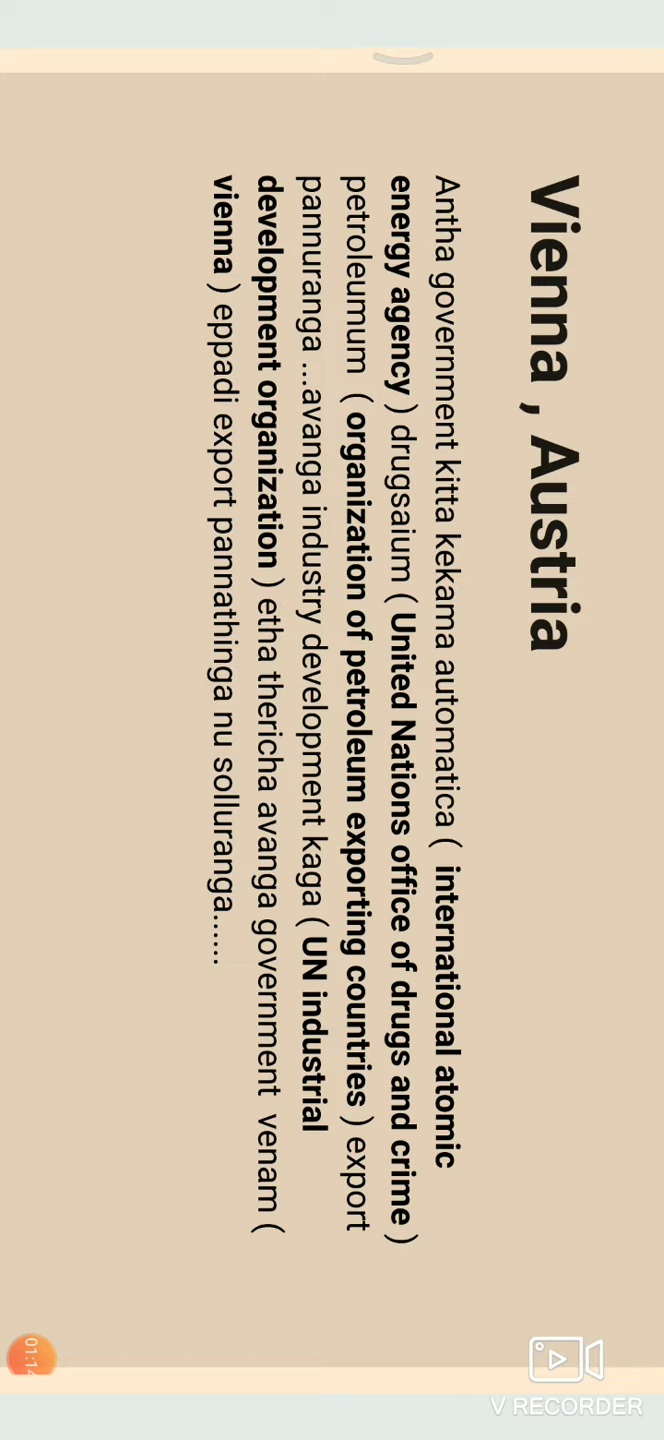 Vienna , Austria
Antha government kitta kekama automatica ( international atomic
energy agency ) drugsaium ( United Nations office of drugs and crime )
petroleumum ( organization of petroleum exporting countries ) export
pannuranga ...avanga industry development kaga ( UN industrial
development organization ) etha thericha avanga government venam (
vienna ) eppadi export pannathinga nu solluranga......
01:14
V RECORDER